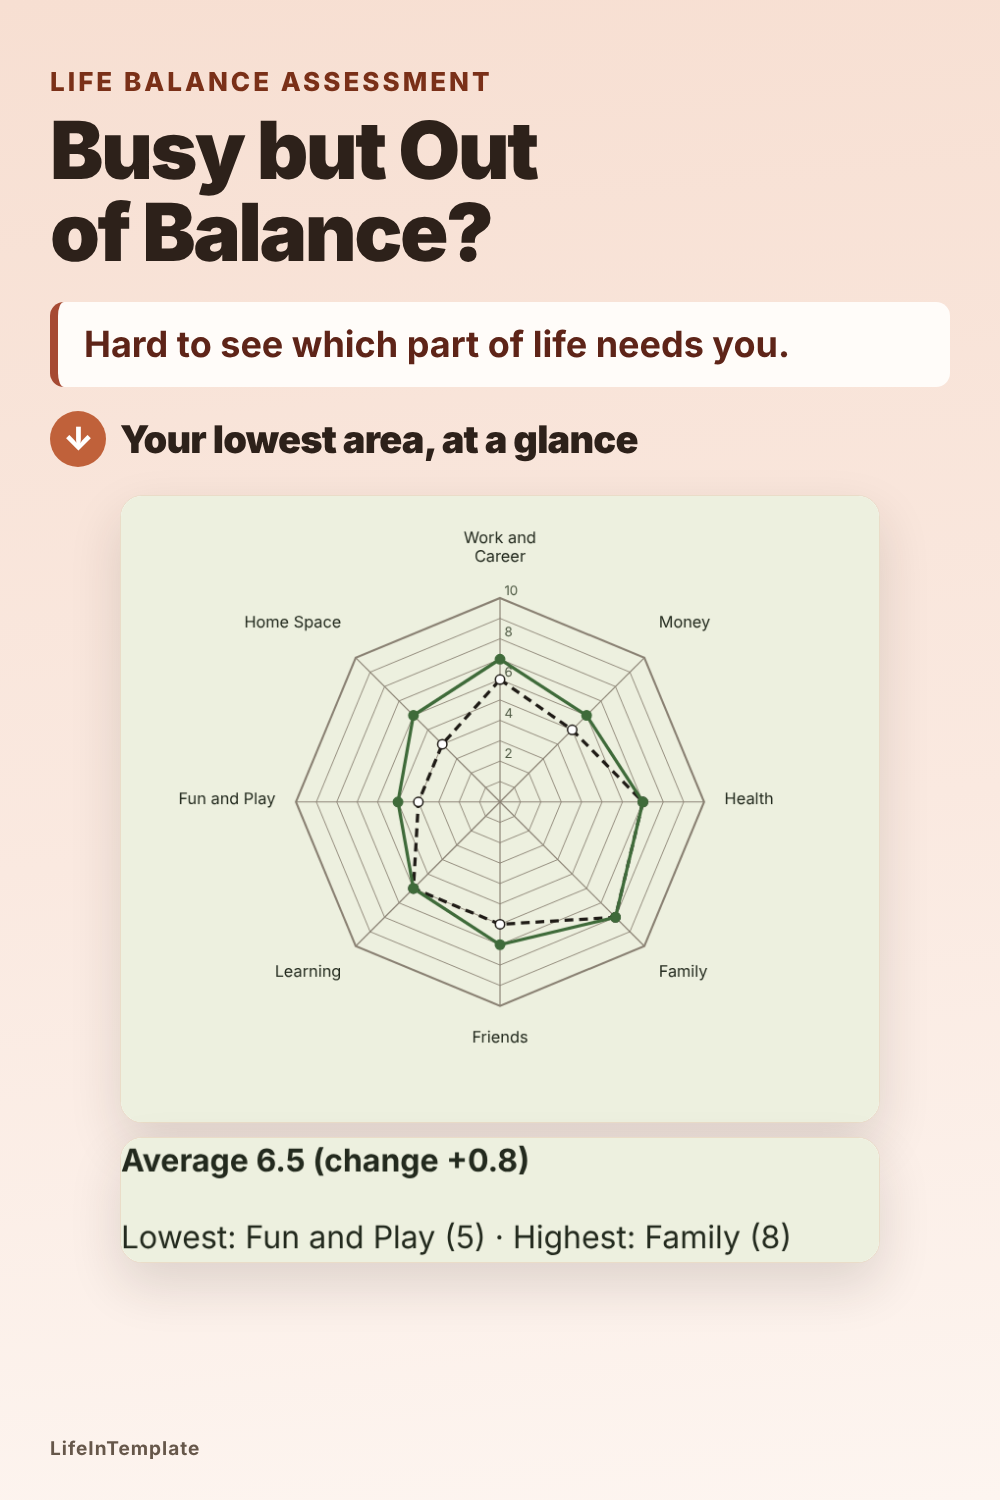 LIFE BALANCE ASSESSMENT
Busy but Out
of Balance?
Hard to see which part of life needs you.
Your lowest area, at a glance
Work and
Career
10
Home Space
Money
8
6
4
2
Fun and Play
Health
Learning
Family
Friends
Average 6.5 (change +0.8)
Lowest: Fun and Play (5) · Highest: Family (8)
LifeInTemplate